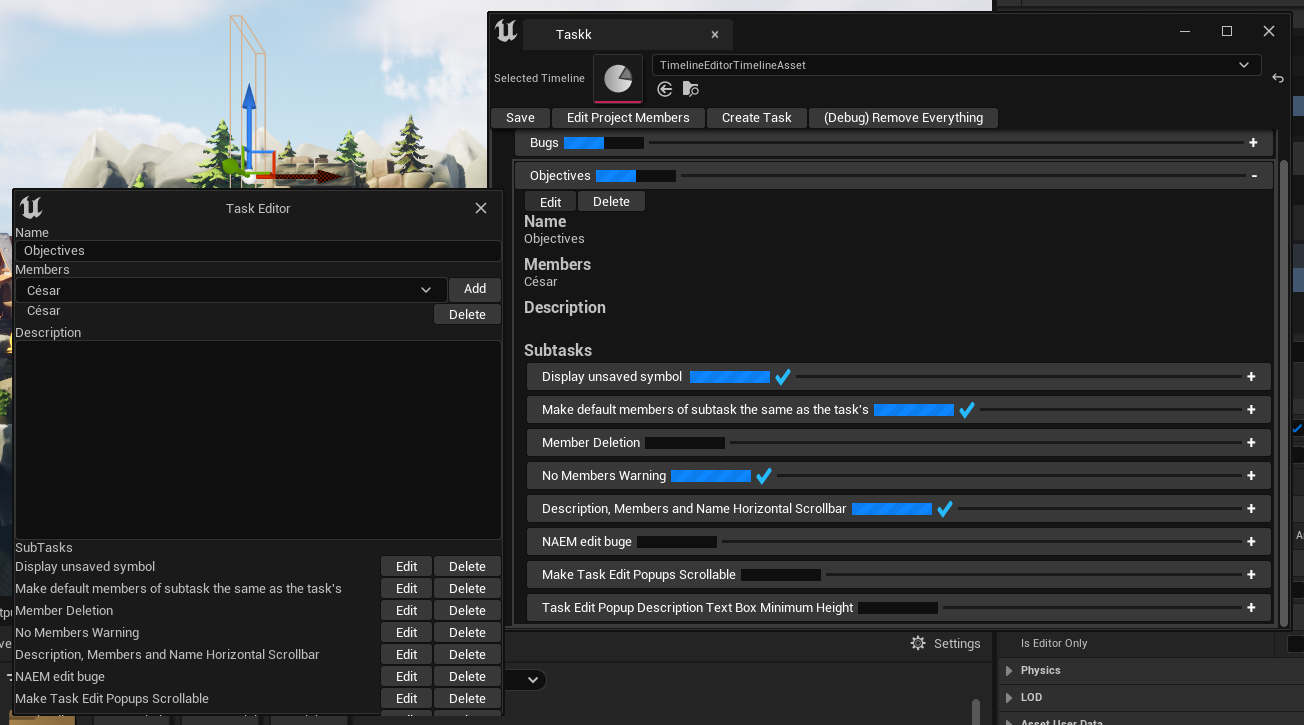 Taskk
Selected Timeline
TimelineEditorTimelineAsset
Save
Edit Project Members
Create Task
(Debug) Remove Everything
Bugs
Objectives
Edit
Delete
Name
Objectives
Members
César
Description
Subtasks
Display unsaved symbol
Make default members of subtask the same as the task's
Member Deletion
No Members Warning
Description, Members and Name Horizontal Scrollbar
NAEM edit buge
Make Task Edit Popups Scrollable
Task Edit Popup Description Text Box Minimum Height
Task Editor
Name
Objectives
Members
César
Add
César
Delete
Description
SubTasks
Display unsaved symbol Edit Delete
Make default members of subtask the same as the task's Edit Delete
Member Deletion Edit Delete
No Members Warning Edit Delete
Description, Members and Name Horizontal Scrollbar Edit Delete
NAEM edit buge Edit Delete
Make Task Edit Popups Scrollable Edit Delete
Settings
Is Editor Only
Physics
LOD
Asset User Data